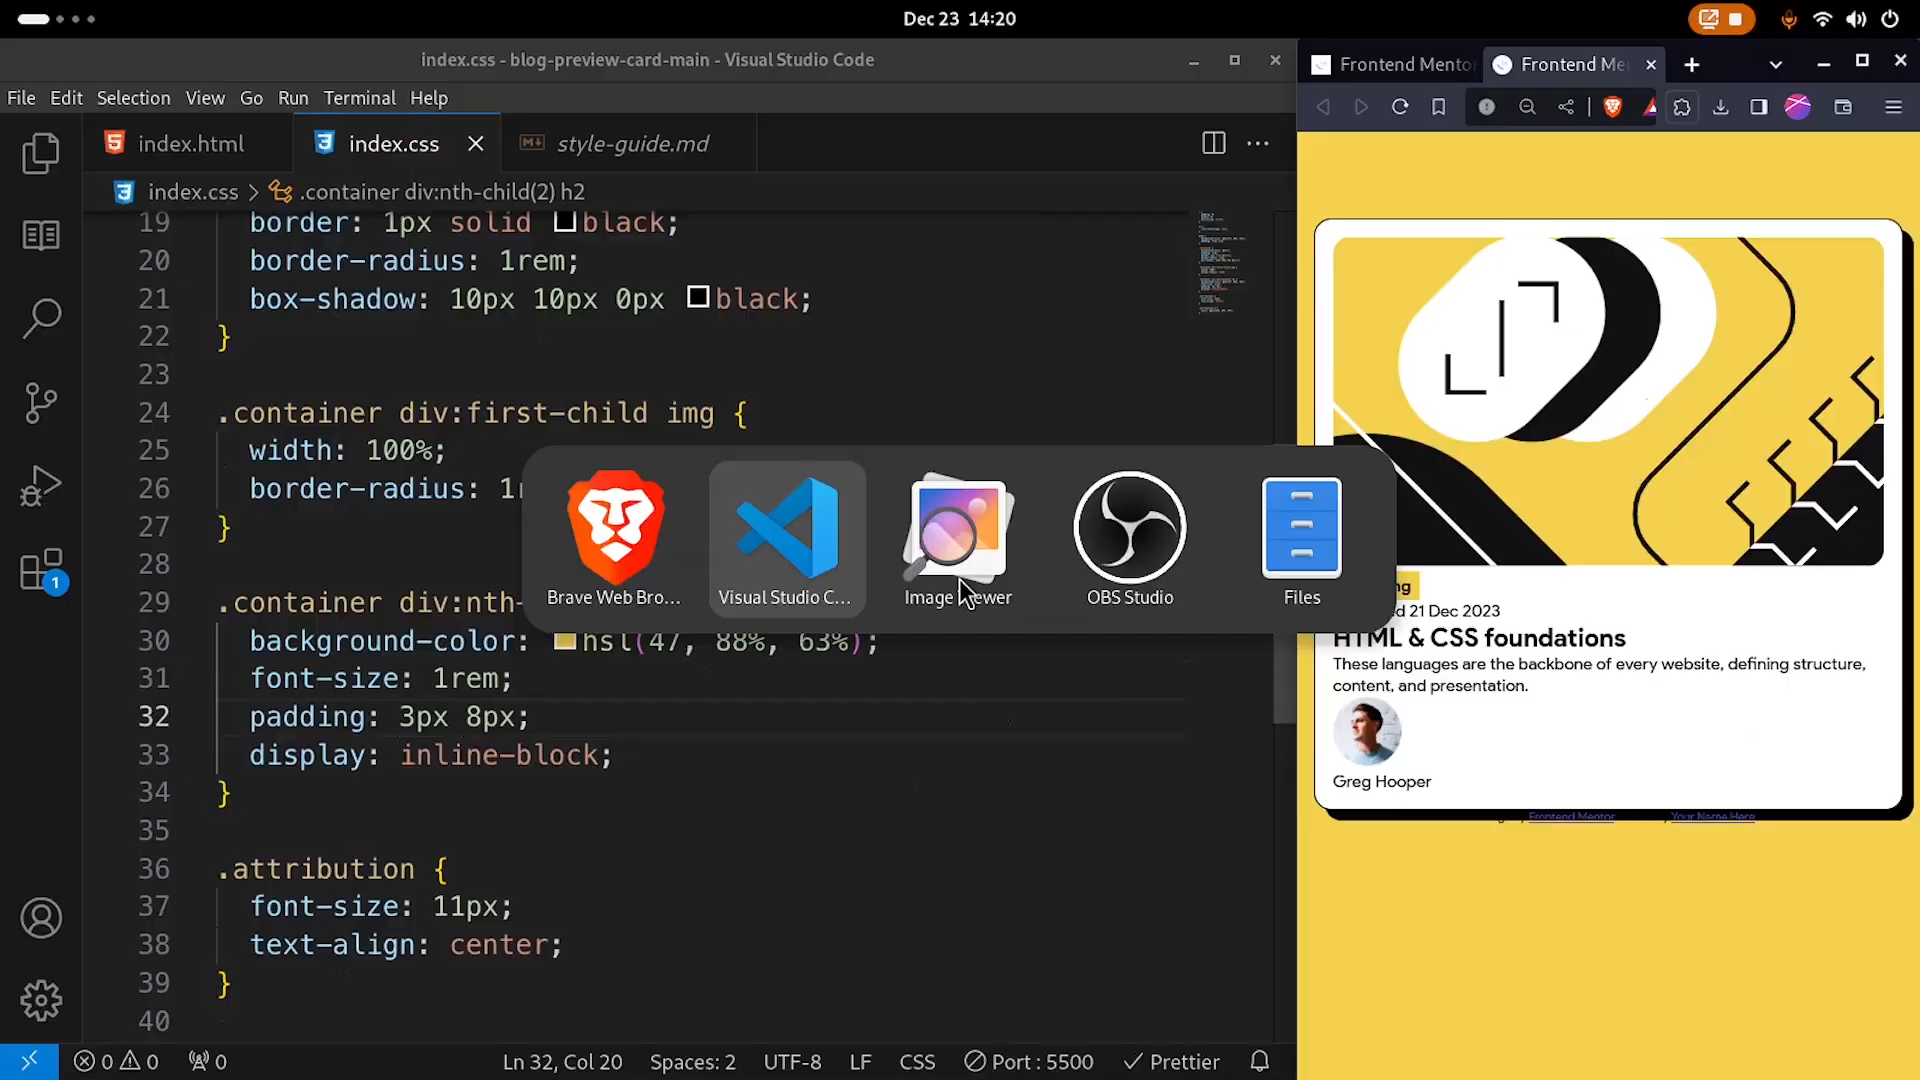 Dec 23 14:20
index.css - blog-preview-card-main - Visual Studio Code
File Edit Selection View Go Run Terminal Help
index.html
index.css
style-guide.md
index.css > .container div:nth-child(2) h2
19 border: 1px solid black;
20 border-radius: 1rem;
21 box-shadow: 10px 10px 0px black;
22 }
23
24 .container div:first-child img {
25 width: 100%;
26 border-radius:
27 }
28
29 .container div:nth-
30 background-color: hsl(47, 88%, 63%);
31 font-size: 1rem;
32 padding: 3px 8px;
33 display: inline-block;
34 }
35
36 .attribution {
37 font-size: 11px;
38 text-align: center;
39 }
40
1
Brave Web Bro...
Visual Studio C...
OBS Studio
Files
0 0 0
Ln 32, Col 20 Spaces: 2 UTF-8 LF CSS Port : 5500 Prettier
Frontend Mentor
Frontend Me
21 Dec 2023
HTML & CSS foundations
These languages are the backbone of every website, defining structure,
content, and presentation.
Greg Hooper
Frontend Mentor
Your Name Here